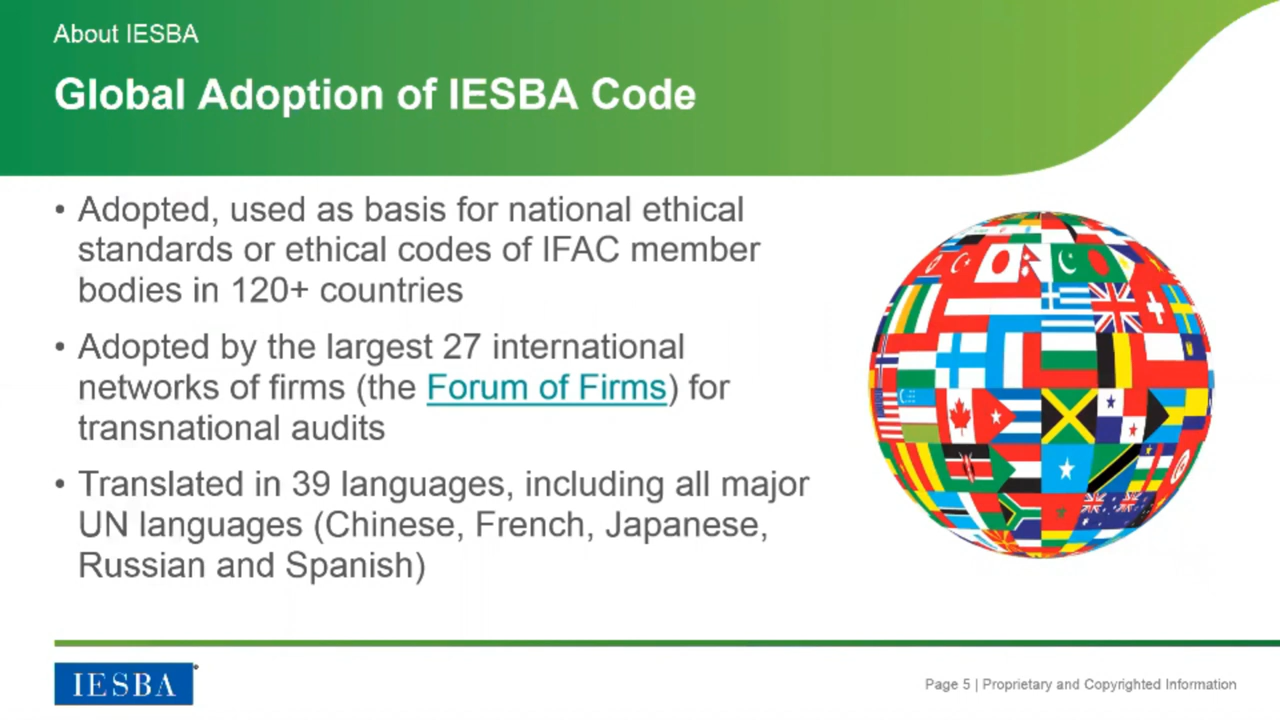 About IESBA
Global Adoption of IESBA Code
• Adopted, used as basis for national ethical
standards or ethical codes of IFAC member
bodies in 120+ countries
• Adopted by the largest 27 international
networks of firms (the Forum of Firms) for
transnational audits
• Translated in 39 languages, including all major
UN languages (Chinese, French, Japanese,
Russian and Spanish)
IESBA
Page 5 | Proprietary and Copyrighted Information